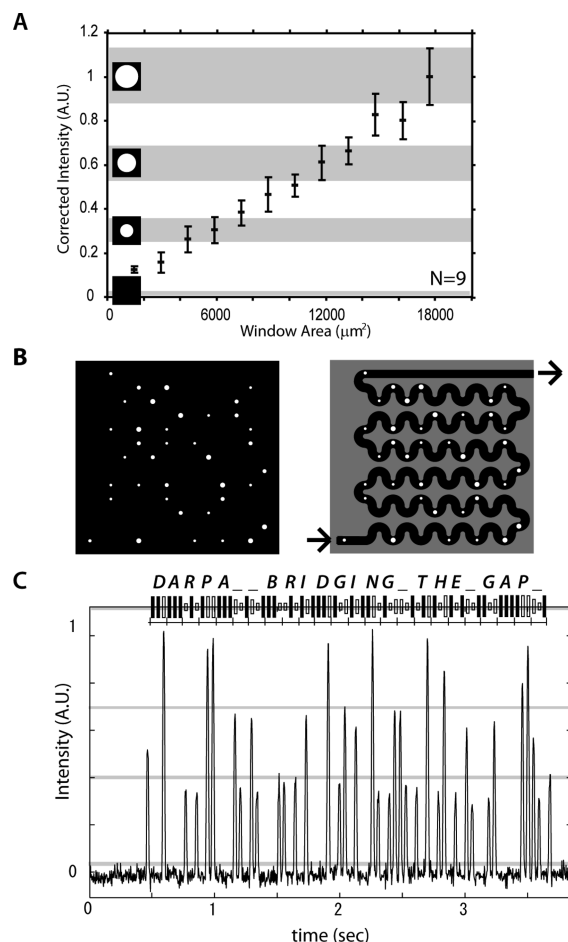 A
1.2
1
0.8
0.6
0.4
0.2
0
Corrected Intensity (A.U.)
N=9
0 6000 12000 18000
Window Area (μm²)
B
C
DARPA__BRIDGING_THE_GAP_
1
0
Intensity (A.U.)
0 1 2 3
time (sec)